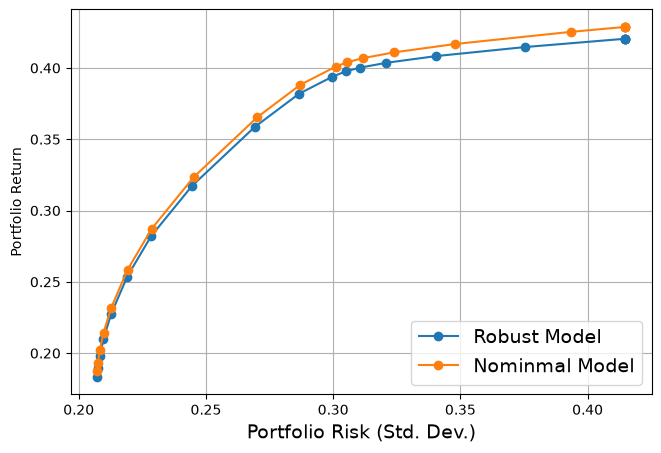 0.40
0.35
0.30
0.25
0.20
Portfolio Return
0.20 0.25 0.30 0.35 0.40
Portfolio Risk (Std. Dev.)
Robust Model
Nominmal Model